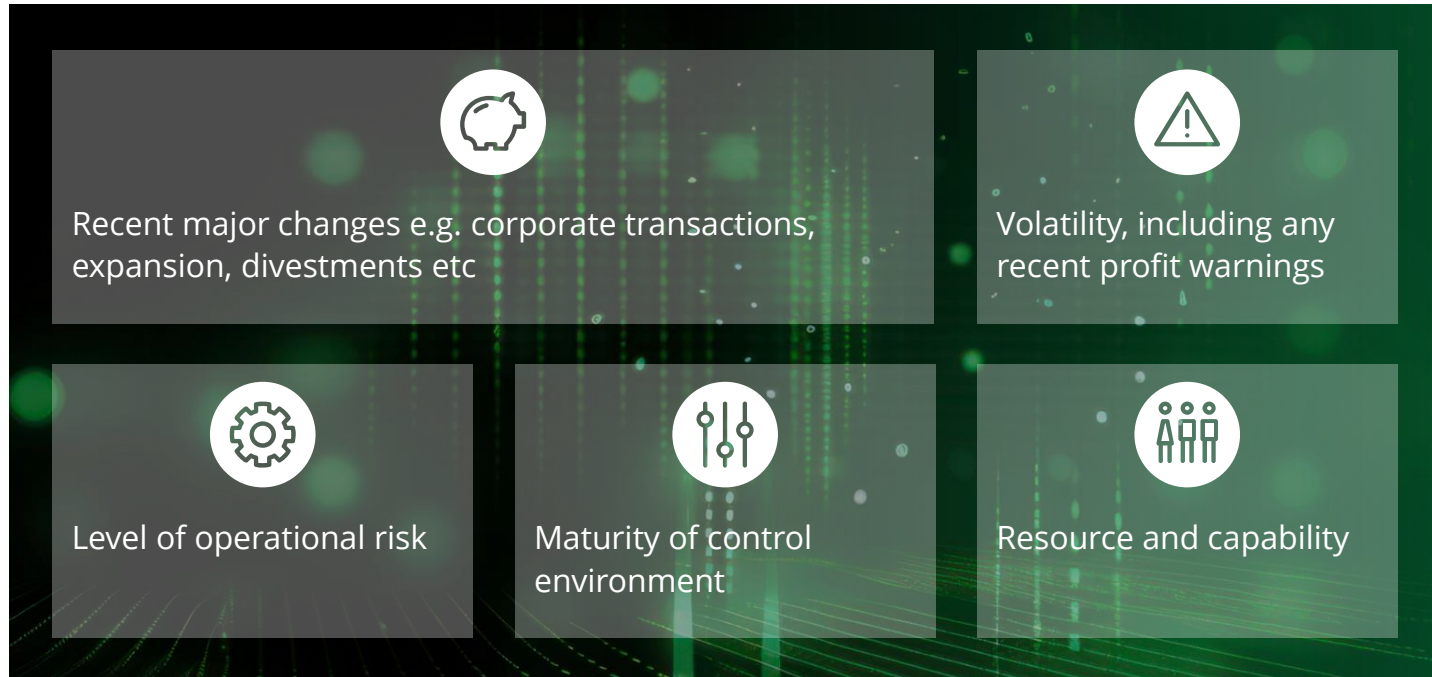 Recent major changes e.g. corporate transactions,
expansion, divestments etc
Volatility, including any
recent profit warnings
Level of operational risk
Maturity of control
environment
Resource and capability